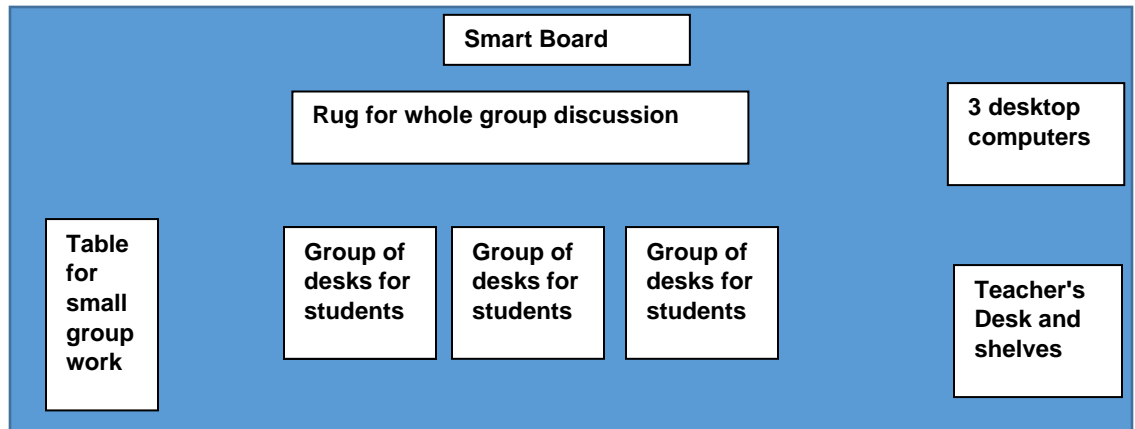 Smart Board
Rug for whole group discussion
3 desktop
computers
Table
for
small
group
work
Group of
desks for
students
Group of
desks for
students
Group of
desks for
students
Teacher's
Desk and
shelves